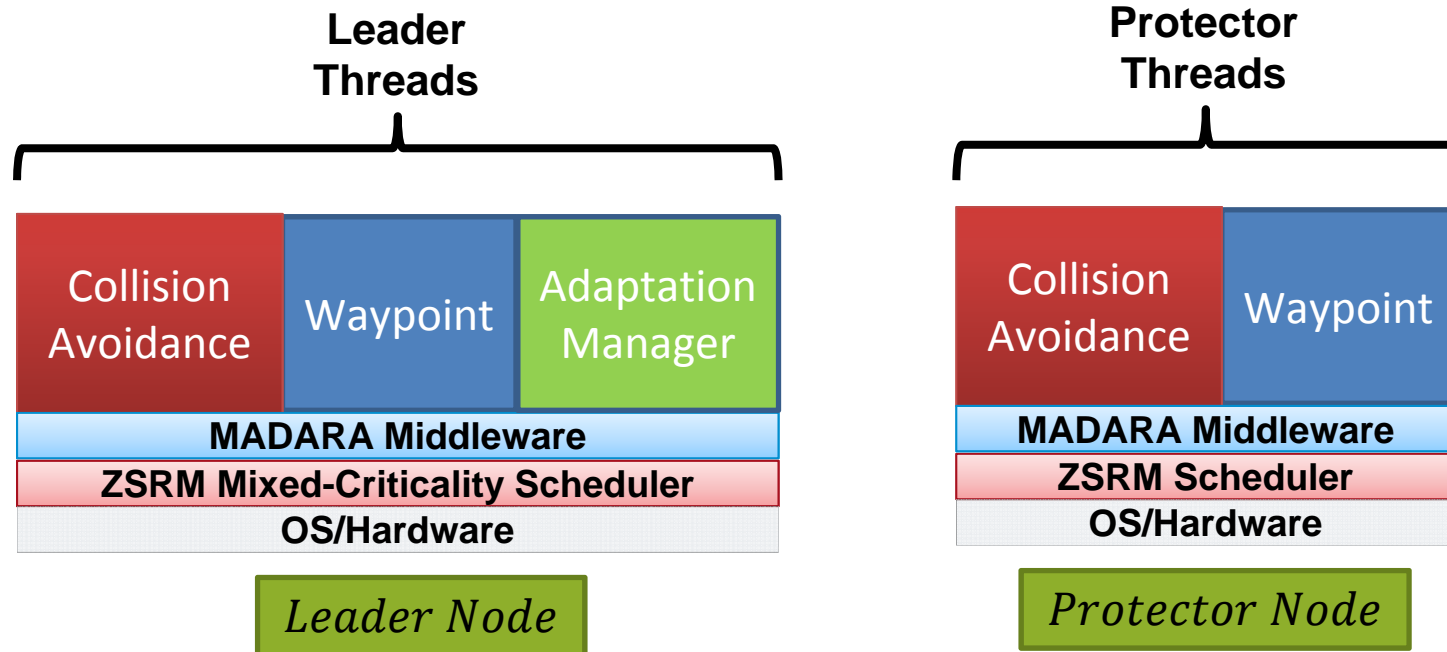 Leader
Threads
Collision
Avoidance
Waypoint
Adaptation
Manager
MADARA Middleware
ZSRM Mixed-Criticality Scheduler
OS/Hardware
Leader Node
Protector
Threads
Collision
Avoidance
Waypoint
MADARA Middleware
ZSRM Scheduler
OS/Hardware
Protector Node